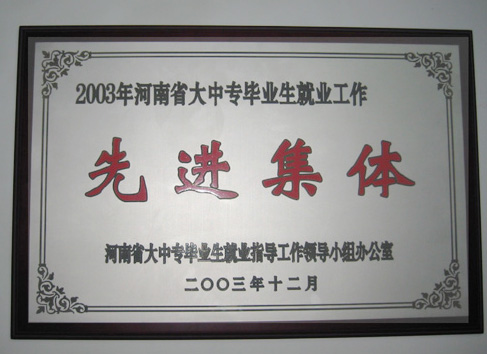 2003年河南省大中专毕业生就业工作
先进集体
河南省大中专毕业生就业指导工作领导小组办公室
二〇〇三年十二月